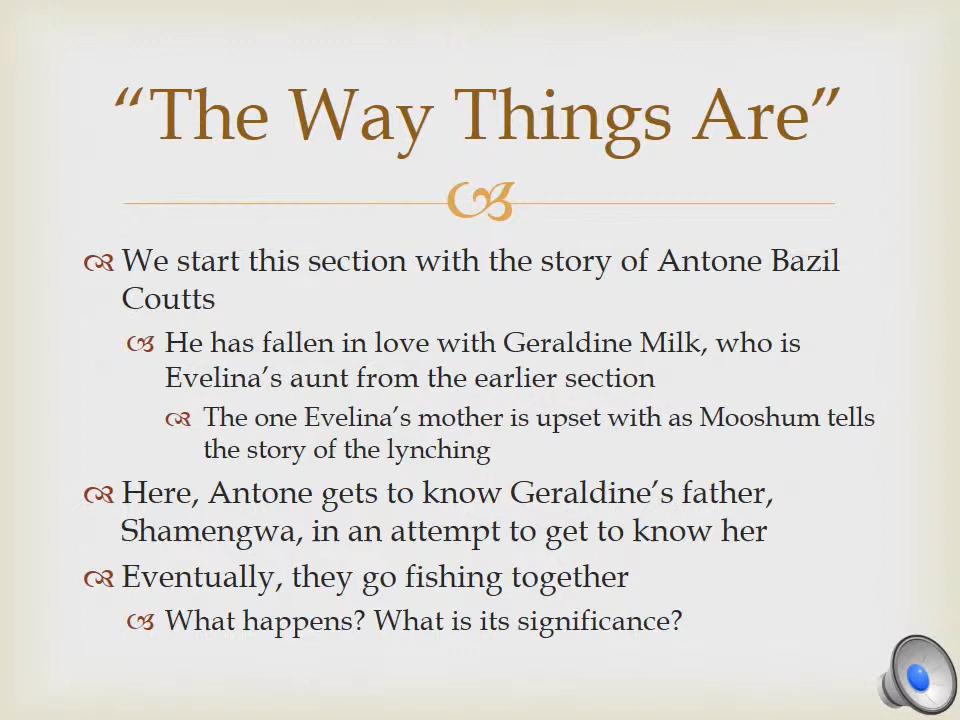 “The Way Things Are”
We start this section with the story of Antone Bazil
Coutts
He has fallen in love with Geraldine Milk, who is
Evelina’s aunt from the earlier section
The one Evelina’s mother is upset with as Mooshum tells
the story of the lynching
Here, Antone gets to know Geraldine’s father,
Shamengwa, in an attempt to get to know her
Eventually, they go fishing together
What happens? What is its significance?